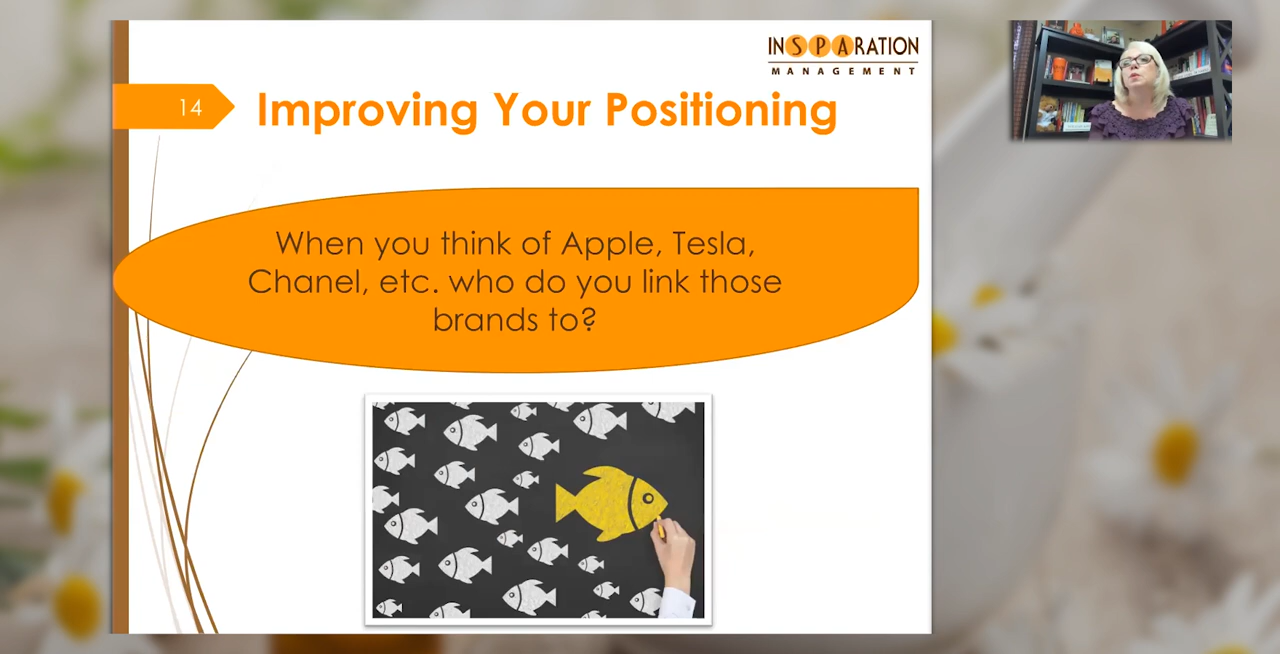 INSPARATION
MANAGEMENT
14
Improving Your Positioning
When you think of Apple, Tesla,
Chanel, etc. who do you link those
brands to?